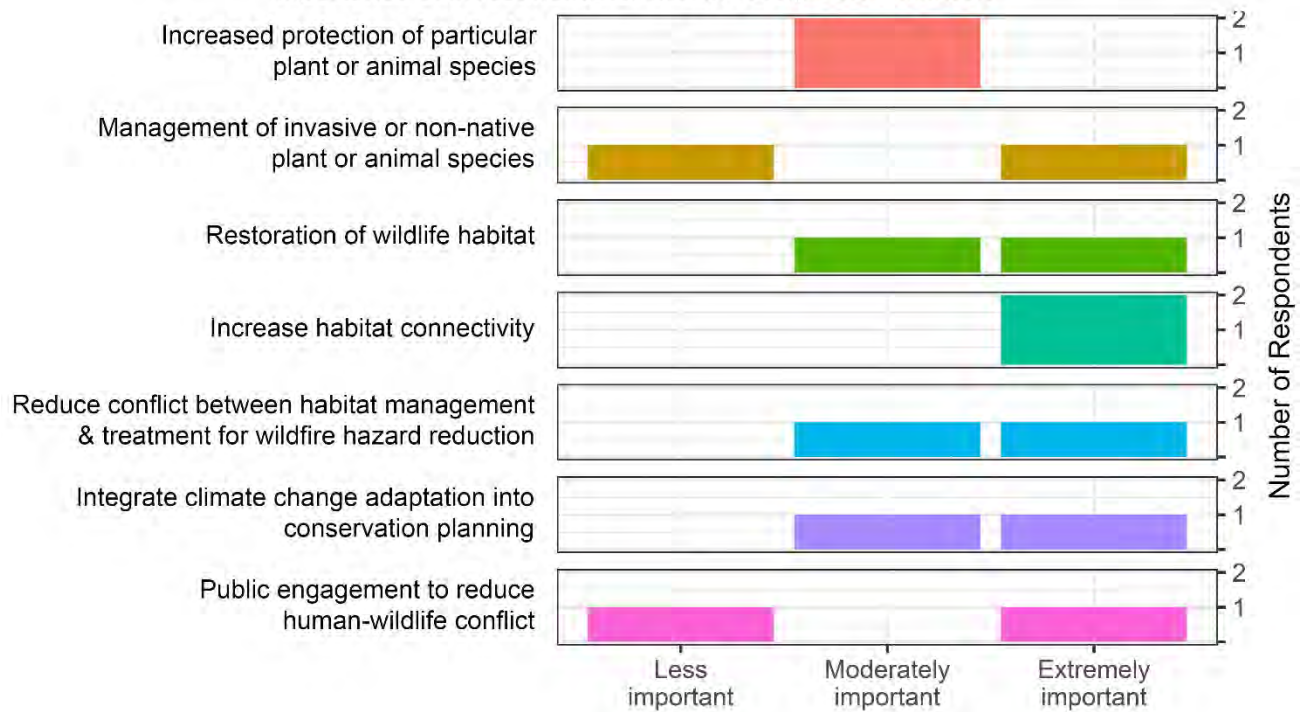 Increased protection of particular
plant or animal species
2
1
Management of invasive or non-native
plant or animal species
2
1
Restoration of wildlife habitat
2
1
Increase habitat connectivity
2
1
Reduce conflict between habitat management
& treatment for wildfire hazard reduction
2
1
Integrate climate change adaptation into
conservation planning
2
1
Public engagement to reduce
human-wildlife conflict
2
1
Number of Respondents
Less
important
Moderately
important
Extremely
important